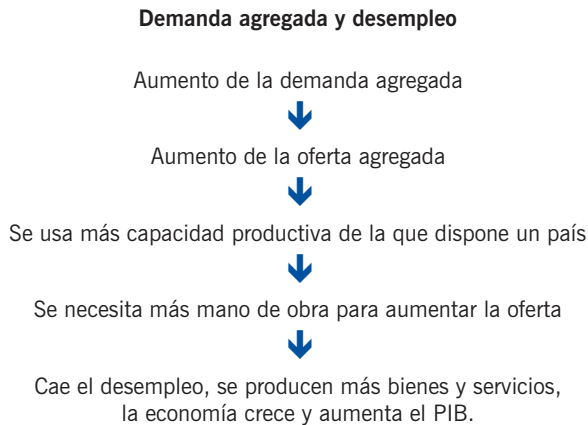 Demanda agregada y desempleo
Aumento de la demanda agregada
Aumento de la oferta agregada
Se usa más capacidad productiva de la que dispone un país
Se necesita más mano de obra para aumentar la oferta
Cae el desempleo, se producen más bienes y servicios,
la economía crece y aumenta el PIB.